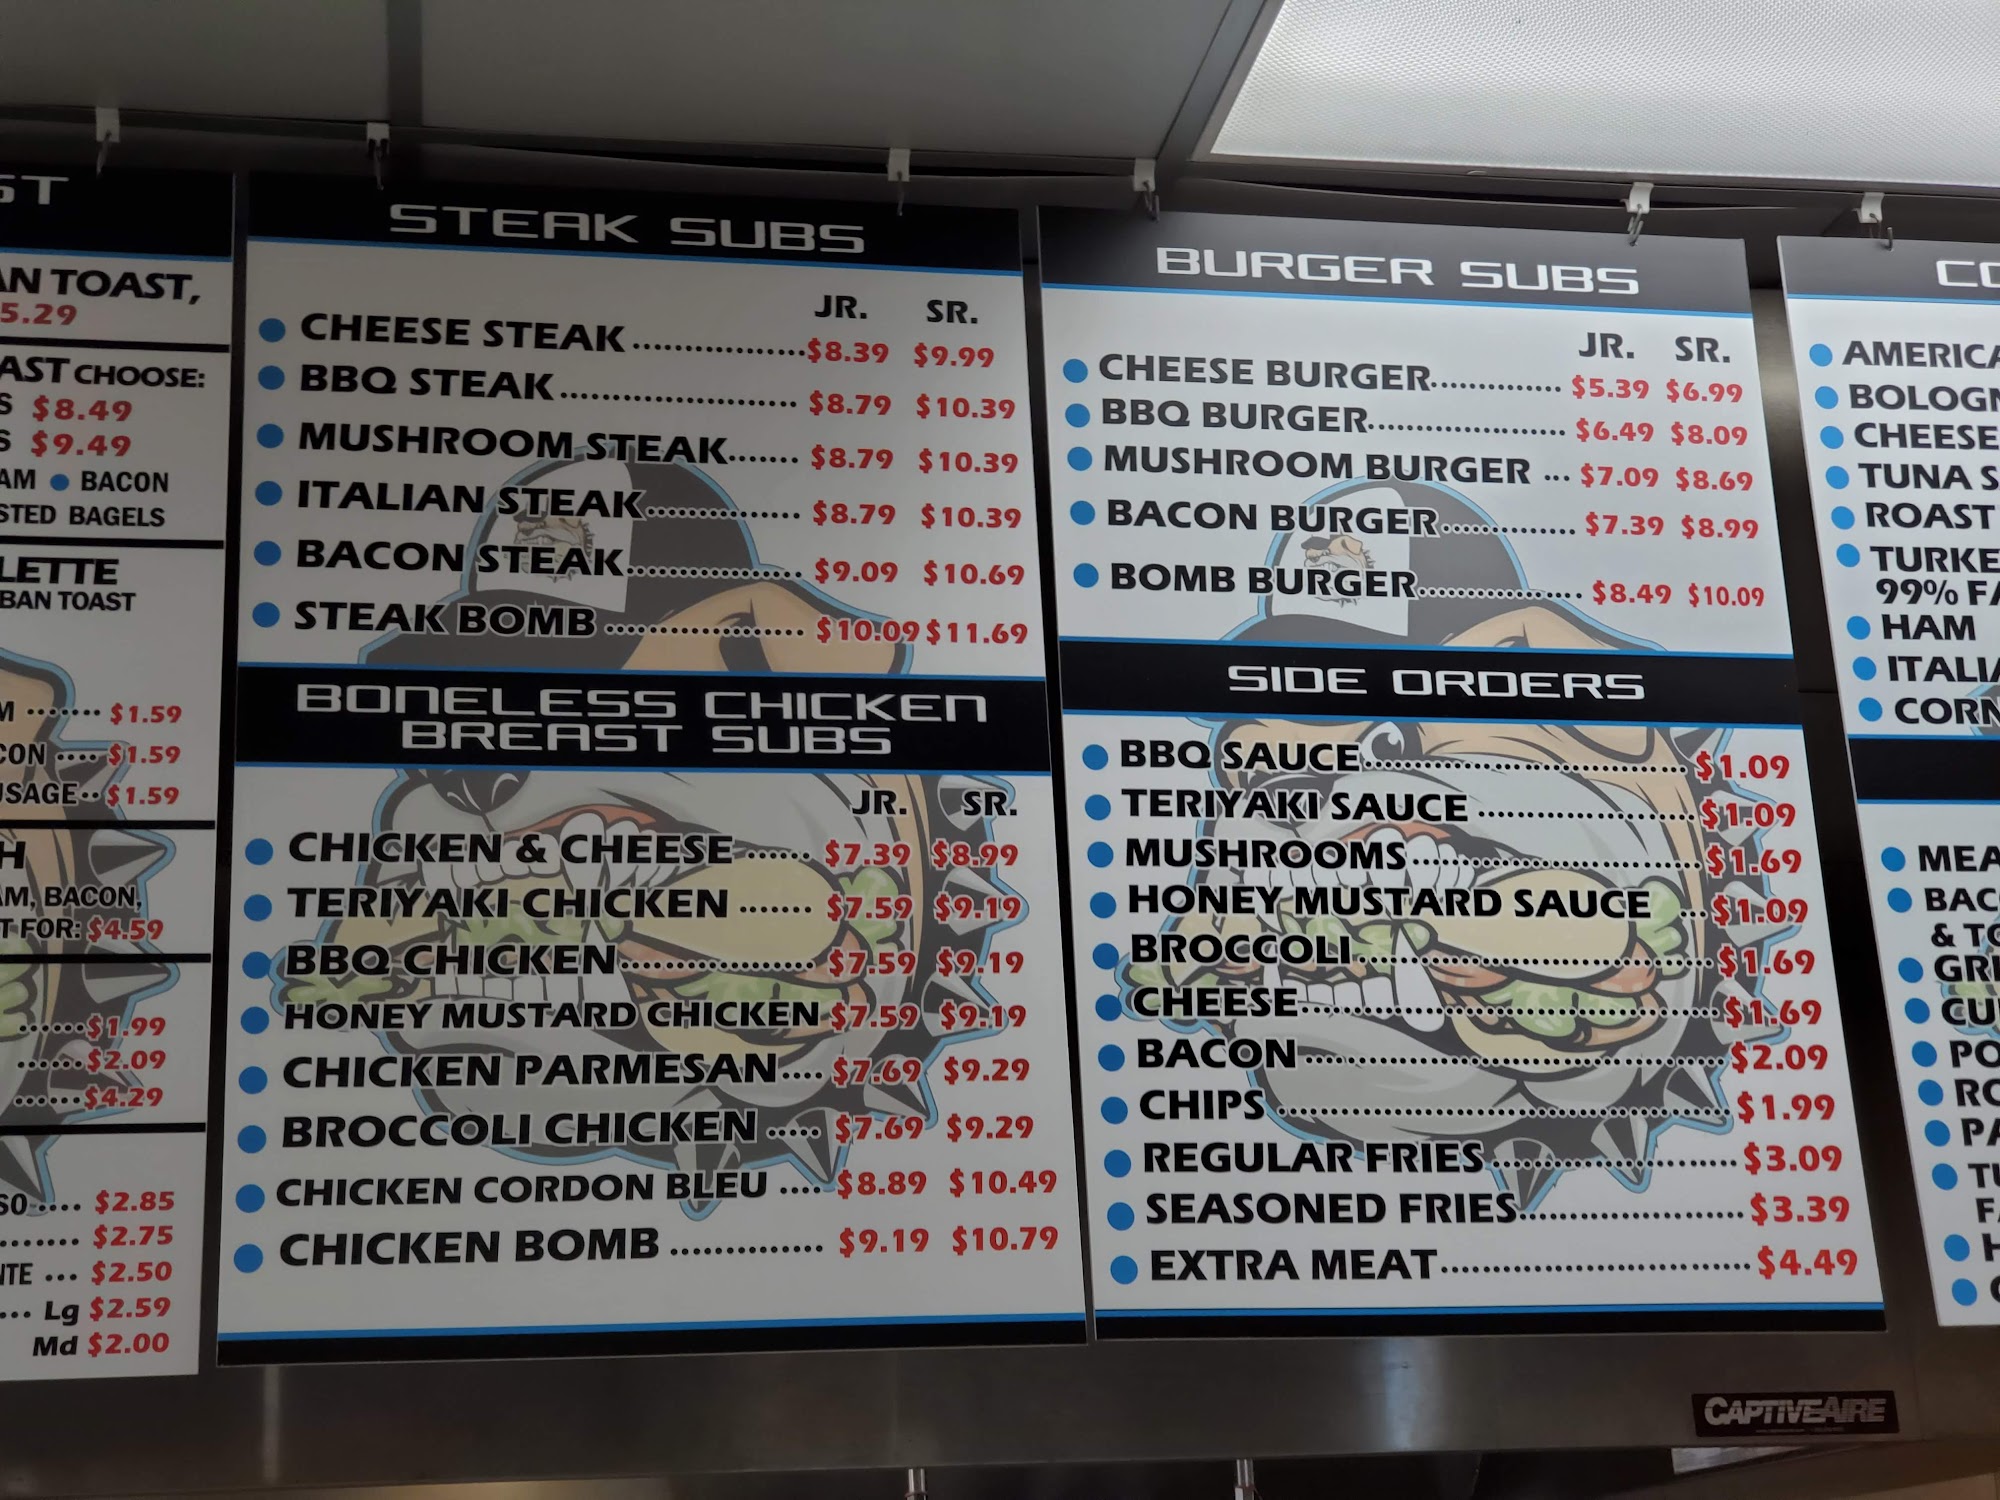 AN TOAST,
5.29
AST CHOOSE:
S $8.49
S $9.49
AM ● BACON
STED BAGELS
LETTE
BAN TOAST
M ······· $1.59
CON ···· $1.59
USAGE·· $1.59
H
AM, BACON,
T FOR: $4.59
······$1.99
······$2.09
······$4.29
SO ···· $2.85
······· $2.75
TE ··· $2.50
··· Lg $2.59
Md $2.00
STEAK SUBS
JR. SR.
● CHEESE STEAK ................ $8.39 $9.99
● BBQ STEAK ...................... $8.79 $10.39
● MUSHROOM STEAK....... $8.79 $10.39
● ITALIAN STEAK.............. $8.79 $10.39
● BACON STEAK................ $9.09 $10.69
● STEAK BOMB .................. $10.09 $11.69
BONELESS CHICKEN
BREAST SUBS
JR. SR.
● CHICKEN & CHEESE ...... $7.39 $8.99
● TERIYAKI CHICKEN ....... $7.59 $9.19
● BBQ CHICKEN.................. $7.59 $9.19
● HONEY MUSTARD CHICKEN $7.59 $9.19
● CHICKEN PARMESAN.... $7.69 $9.29
● BROCCOLI CHICKEN ..... $7.69 $9.29
● CHICKEN CORDON BLEU .... $8.89 $10.49
● CHICKEN BOMB .............. $9.19 $10.79
BURGER SUBS
JR. SR.
● CHEESE BURGER............. $5.39 $6.99
● BBQ BURGER.................... $6.49 $8.09
● MUSHROOM BURGER ... $7.09 $8.69
● BACON BURGER............. $7.39 $8.99
● BOMB BURGER................ $8.49 $10.09
SIDE ORDERS
● BBQ SAUCE.................................. $1.09
● TERIYAKI SAUCE ...................... $1.09
● MUSHROOMS............................. $1.69
● HONEY MUSTARD SAUCE ... $1.09
● BROCCOLI................................... $1.69
● CHEESE......................................... $1.69
● BACON......................................... $2.09
● CHIPS ............................................ $1.99
● REGULAR FRIES......................... $3.09
● SEASONED FRIES....................... $3.39
● EXTRA MEAT............................... $4.49
CO
● AMERICA
● BOLOGN
● CHEESE
● TUNA S
● ROAST
● TURKE
99% FA
● HAM
● ITALIA
● CORN
● MEA
● BAC
& TO
● GRI
● CU
● PO
● RO
● PA
● TU
FA
● H
CAPTIVEAIRE